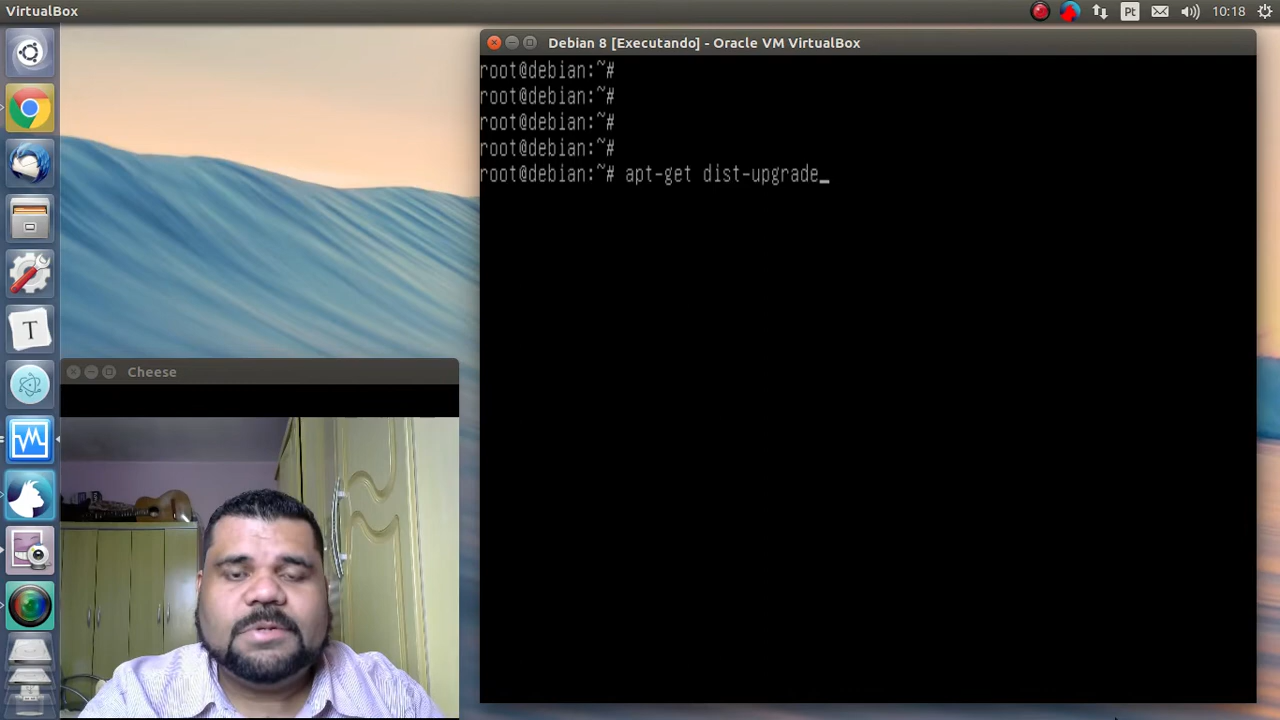 VirtualBox
Pt
10:18
Debian 8 [Executando] - Oracle VM VirtualBox
root@debian:~#
root@debian:~#
root@debian:~#
root@debian:~#
root@debian:~# apt-get dist-upgrade_
T
Cheese